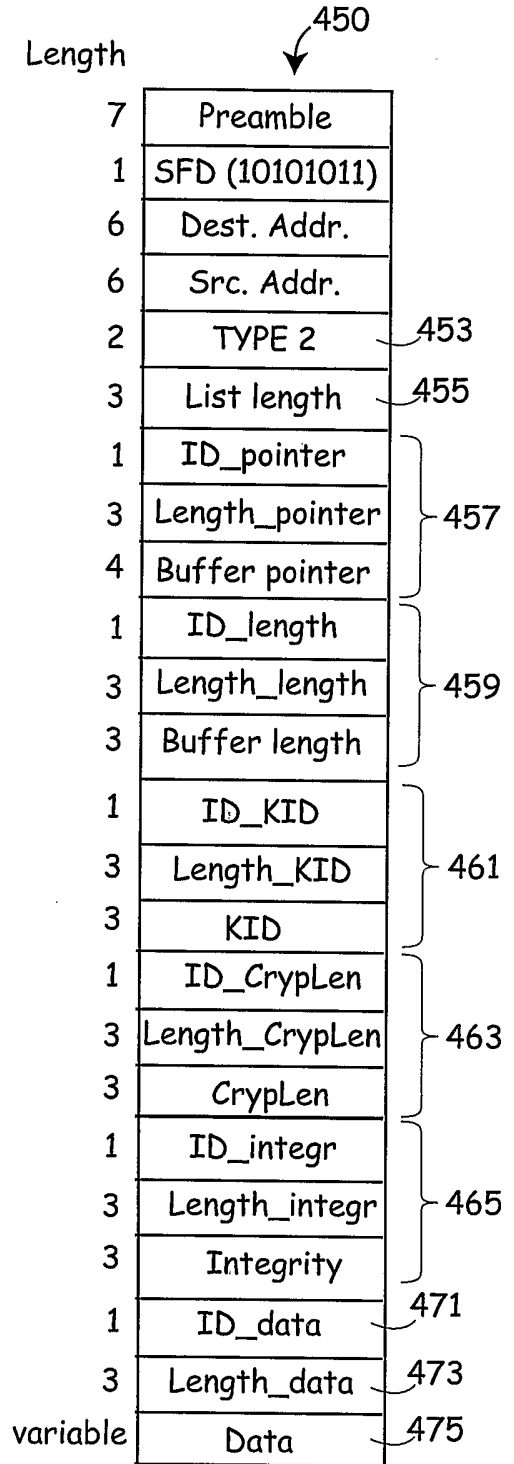 450
Length
7 Preamble
1 SFD (10101011)
6 Dest. Addr.
6 Src. Addr.
2 TYPE 2 453
3 List length 455
1 ID_pointer
3 Length_pointer 457
4 Buffer pointer
1 ID_length
3 Length_length 459
3 Buffer length
1 ID_KID
3 Length_KID 461
3 KID
1 ID_CrypLen
3 Length_CrypLen 463
3 CrypLen
1 ID_integr
3 Length_integr 465
3 Integrity
1 ID_data 471
3 Length_data 473
variable Data 475